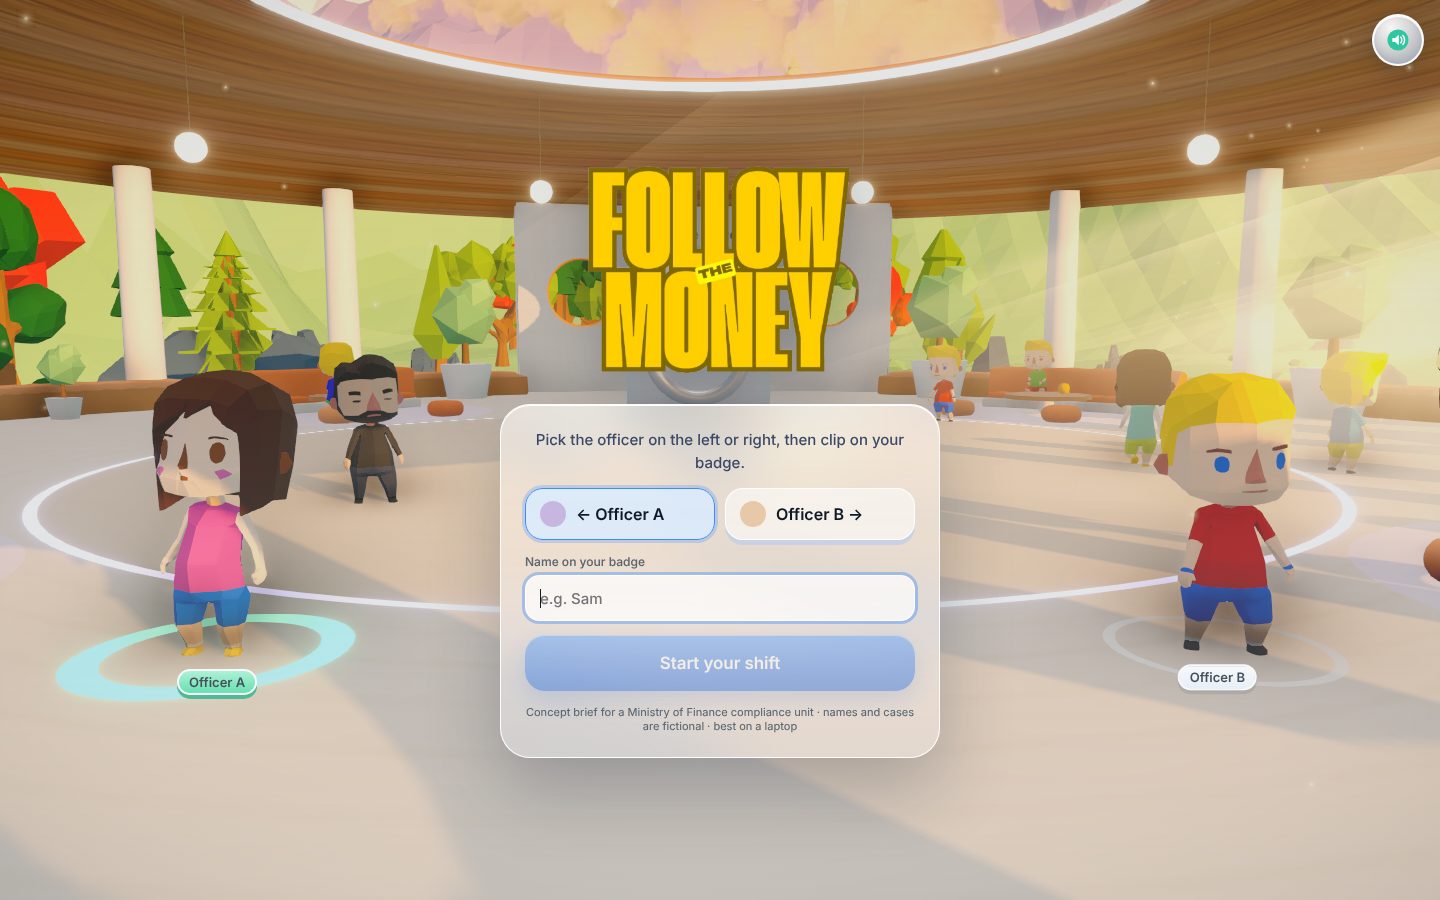 FOLLOW
THE
MONEY
Pick the officer on the left or right, then clip on your
badge.
← Officer A
Officer B →
Name on your badge
e.g. Sam
Start your shift
Officer A
Officer B
Concept brief for a Ministry of Finance compliance unit · names and cases
are fictional · best on a laptop